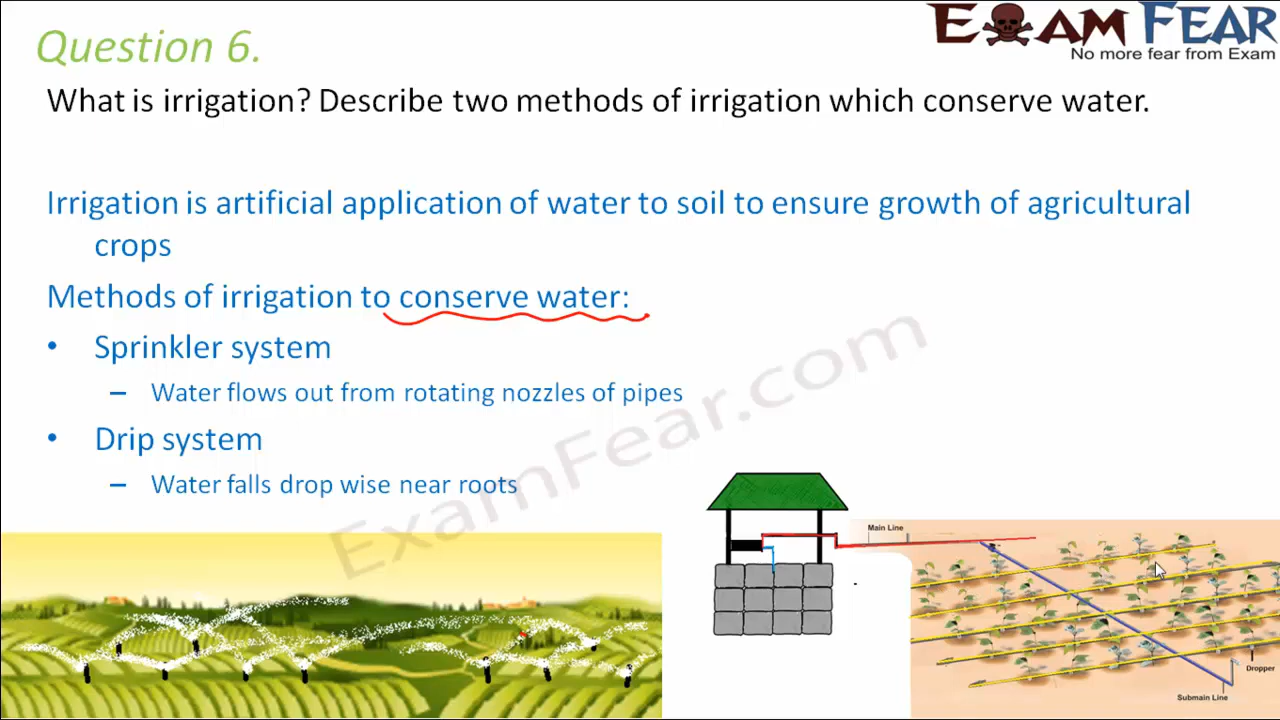 EXAM FEAR
No more fear from Exam
Question 6.
What is irrigation? Describe two methods of irrigation which conserve water.
Irrigation is artificial application of water to soil to ensure growth of agricultural
crops
Methods of irrigation to conserve water:
• Sprinkler system
– Water flows out from rotating nozzles of pipes
• Drip system
– Water falls drop wise near roots
ExamFear.com
Main Line
Dropper
Submain Line